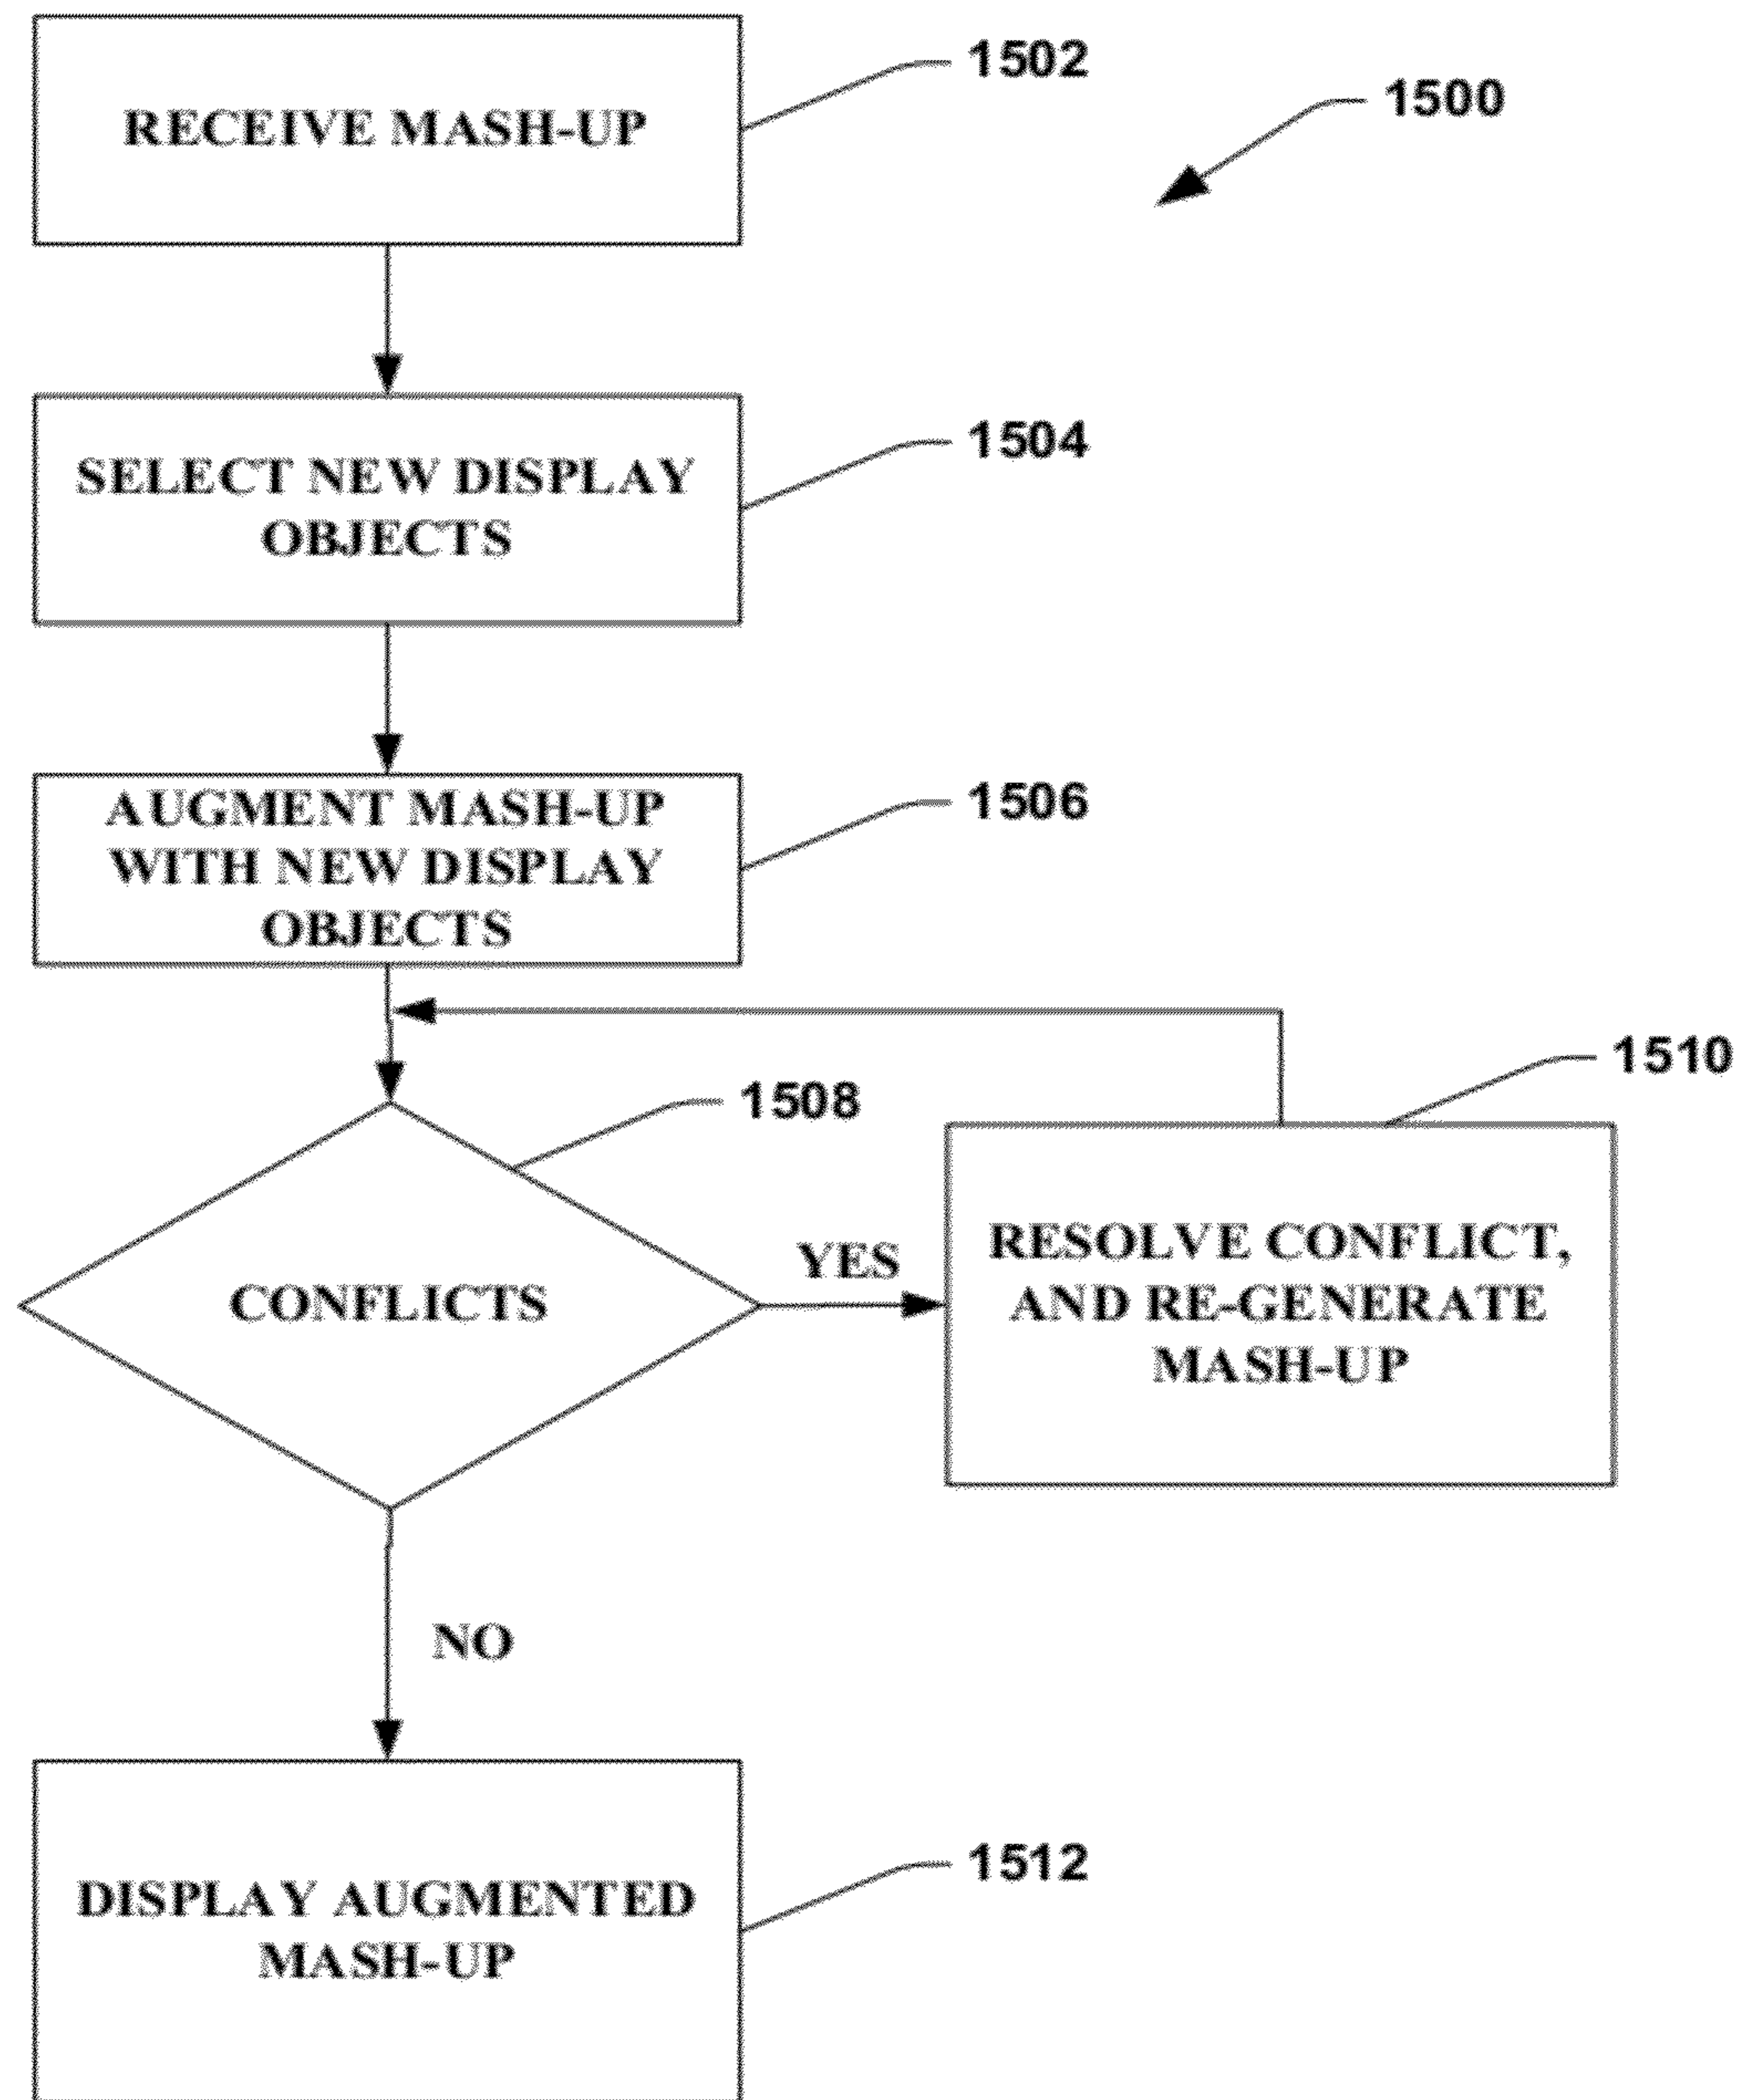 RECEIVE MASH-UP
1502
1500
SELECT NEW DISPLAY
OBJECTS
1504
AUGMENT MASH-UP
WITH NEW DISPLAY
OBJECTS
1506
CONFLICTS
1508
YES
RESOLVE CONFLICT,
AND RE-GENERATE
MASH-UP
1510
NO
DISPLAY AUGMENTED
MASH-UP
1512